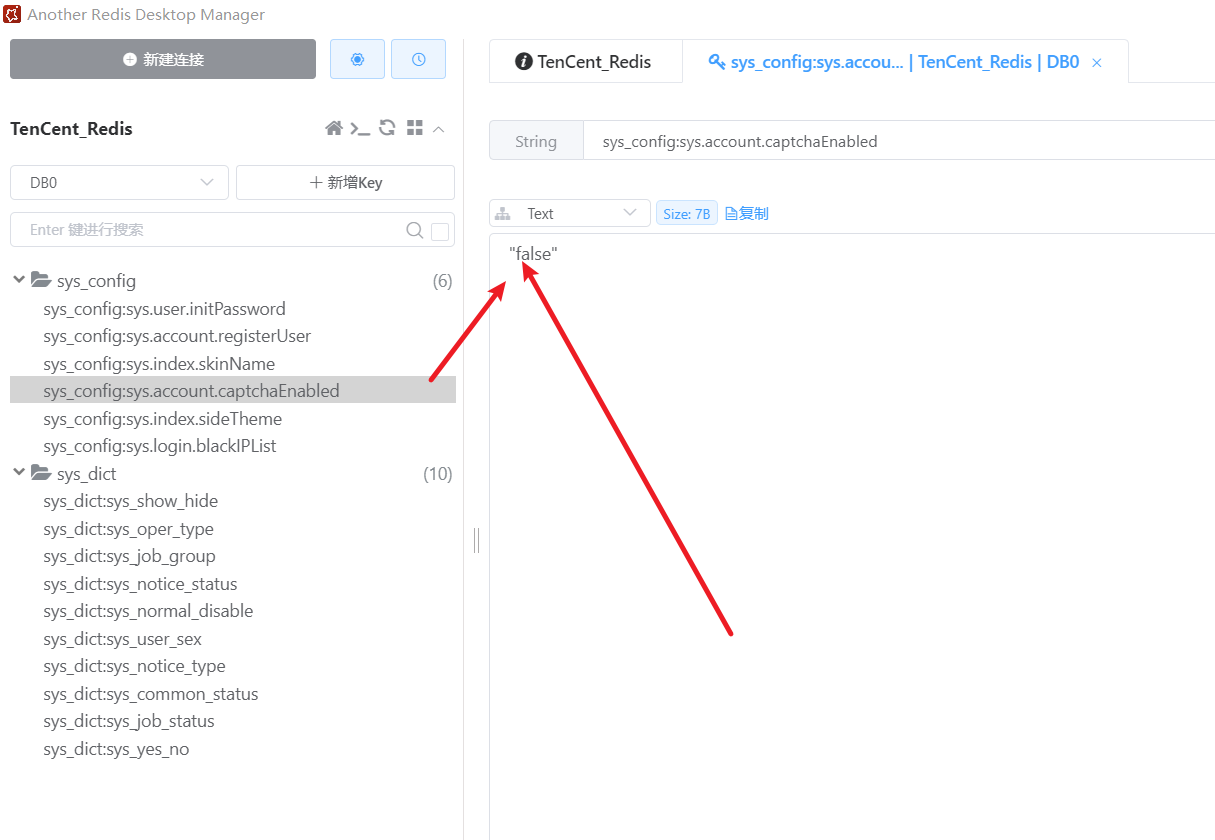 Another Redis Desktop Manager
新建连接
TenCent_Redis
DB0
新增Key
Enter 键进行搜索
sys_config (6)
sys_config:sys.user.initPassword
sys_config:sys.account.registerUser
sys_config:sys.index.skinName
sys_config:sys.account.captchaEnabled
sys_config:sys.index.sideTheme
sys_config:sys.login.blackIPList
sys_dict (10)
sys_dict:sys_show_hide
sys_dict:sys_oper_type
sys_dict:sys_job_group
sys_dict:sys_notice_status
sys_dict:sys_normal_disable
sys_dict:sys_user_sex
sys_dict:sys_notice_type
sys_dict:sys_common_status
sys_dict:sys_job_status
sys_dict:sys_yes_no
TenCent_Redis
sys_config:sys.accou... | TenCent_Redis | DB0
String sys_config:sys.account.captchaEnabled
Text Size: 7B 复制
"false"